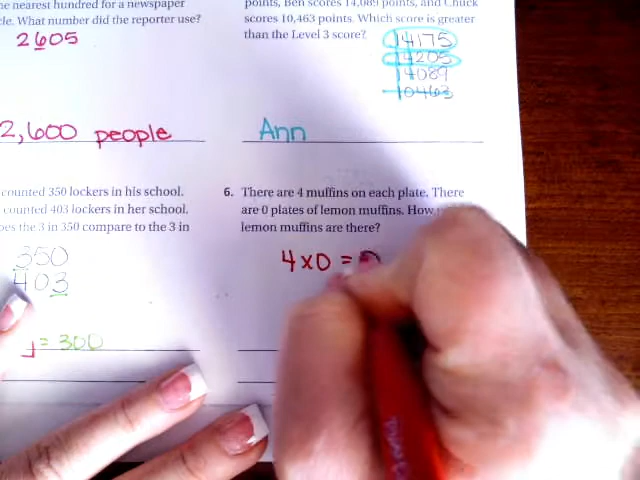 he nearest hundred for a newspaper
cle. What number did the reporter use?
2605
2,600 people
points, Ben scores 14,089 points, and Chuck
scores 10,463 points. Which score is greater
than the Level 3 score?
14175
14205
14089
10463
Ann
counted 350 lockers in his school.
counted 403 lockers in her school.
oes the 3 in 350 compare to the 3 in
350
403
= 300
6. There are 4 muffins on each plate. There
are 0 plates of lemon muffins. How
lemon muffins are there?
4 x 0 =